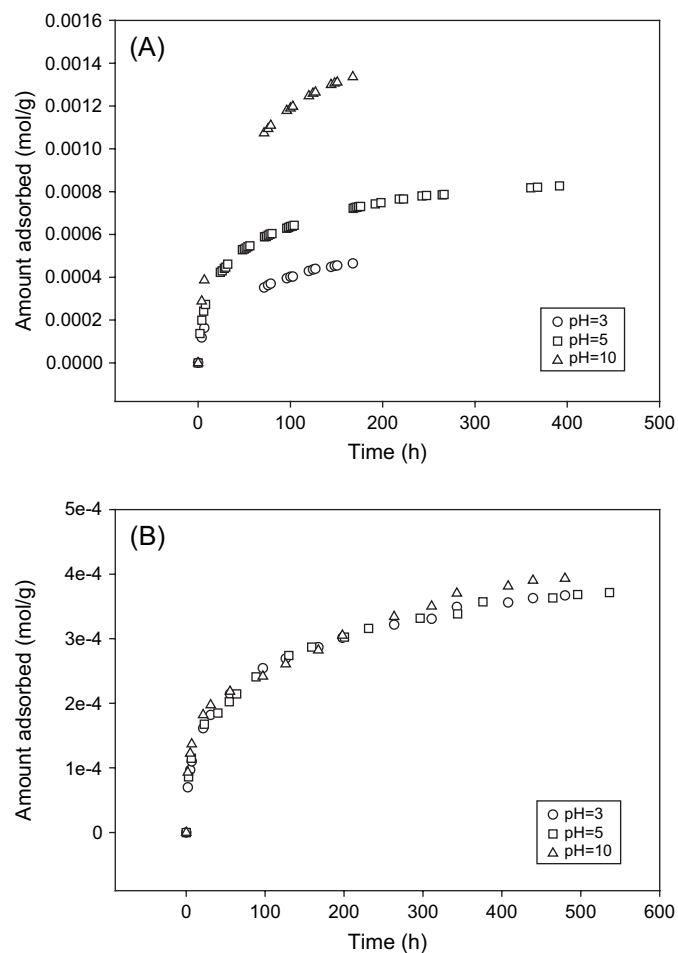 (A)
Amount adsorbed (mol/g)
0.0016
0.0014
0.0012
0.0010
0.0008
0.0006
0.0004
0.0002
0.0000
pH=3
pH=5
pH=10
0 100 200 300 400 500
Time (h)
(B)
Amount adsorbed (mol/g)
5e-4
4e-4
3e-4
2e-4
1e-4
0
pH=3
pH=5
pH=10
0 100 200 300 400 500 600
Time (h)